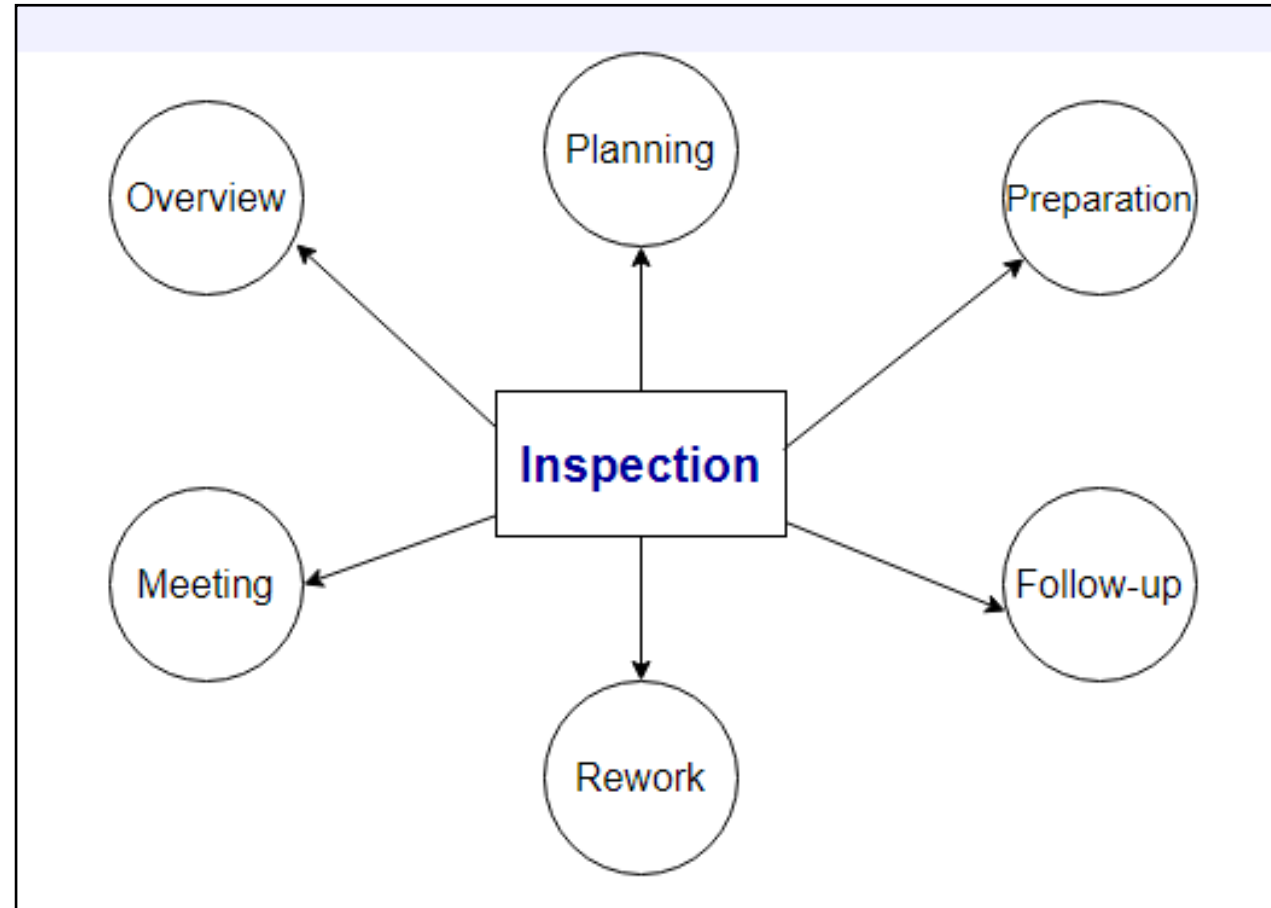 Planning
Overview
Preparation
Inspection
Meeting
Follow-up
Rework